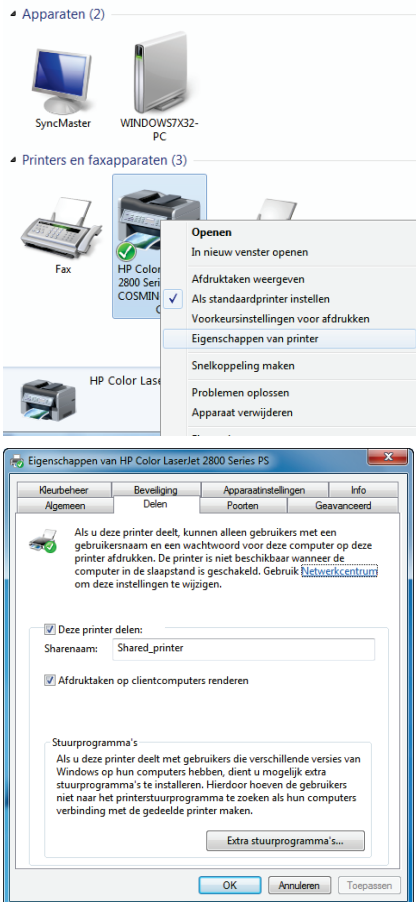 Apparaten (2)
SyncMaster
WINDOWS7X32-
PC
Printers en faxapparaten (3)
Fax
HP Color
2800 Seri
COSMIN
Openen
In nieuw venster openen
Afdruktaken weergeven
Als standaardprinter instellen
Voorkeursinstellingen voor afdrukken
Eigenschappen van printer
Snelkoppeling maken
Problemen oplossen
Apparaat verwijderen
HP Color Lase
Eigenschappen van HP Color LaserJet 2800 Series PS
Kleurbeheer Beveiliging Apparaatinstellingen Info
Algemeen Delen Poorten Geavanceerd
Als u deze printer deelt, kunnen alleen gebruikers met een
gebruikersnaam en een wachtwoord voor deze computer op deze
printer afdrukken. De printer is niet beschikbaar wanneer de
computer in de slaapstand is geschakeld. Gebruik Netwerkcentrum
om deze instellingen te wijzigen.
Deze printer delen:
Sharenaam: Shared_printer
Afdruktaken op clientcomputers renderen
Stuurprogramma's
Als u deze printer deelt met gebruikers die verschillende versies van
Windows op hun computers hebben, dient u mogelijk extra
stuurprogramma's te installeren. Hierdoor hoeven de gebruikers
niet naar het printerstuurprogramma te zoeken als hun computers
verbinding met de gedeelde printer maken.
Extra stuurprogramma's...
OK Annuleren Toepassen